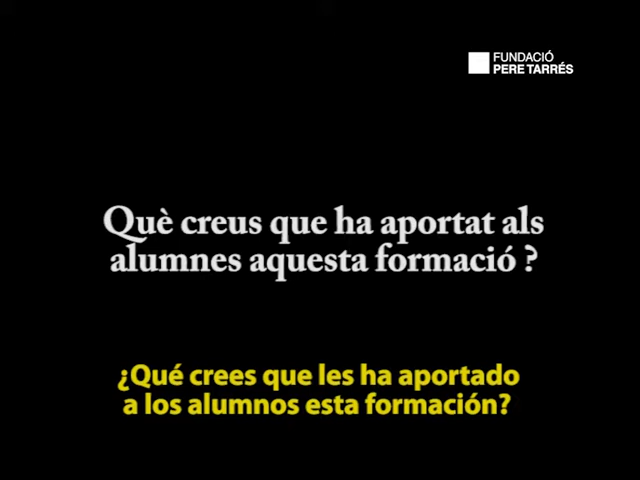 FUNDACIÓ
PERE TARRÉS
Què creus que ha aportat als
alumnes aquesta formació ?
¿Qué crees que les ha aportado
a los alumnos esta formación?